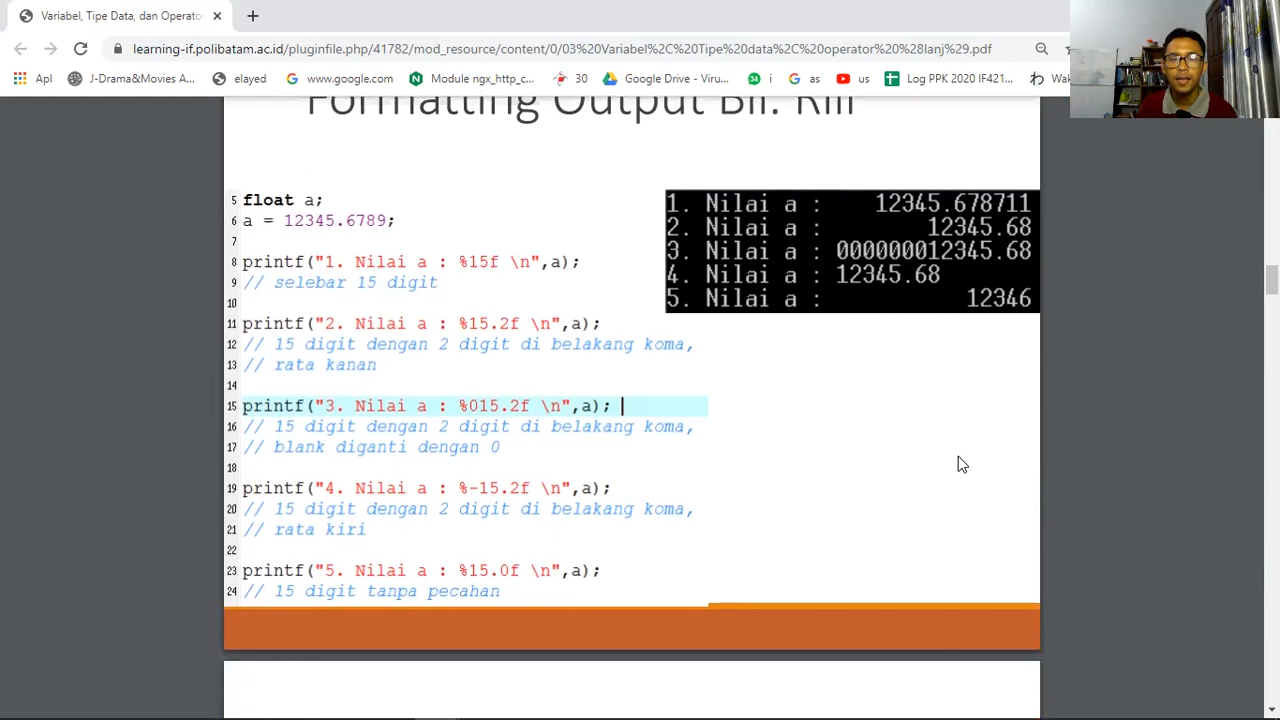 Variabel, Tipe Data, dan Operato
learning-if.polibatam.ac.id/pluginfile.php/41782/mod_resource/content/0/03%20Variabel%2C%20Tipe%20data%2C%20operator%20%28lanj%29.pdf
Apl
J-Drama&Movies A...
elayed
www.google.com
Module ngx_http_c...
30
Google Drive - Viru...
i
as
us
Log PPK 2020 IF421...
Wak
Formatting Output Bil. Riil
5 float a;
6 a = 12345.6789;
7
8 printf("1. Nilai a : %15f \n",a);
9 // selebar 15 digit
10
11 printf("2. Nilai a : %15.2f \n",a);
12 // 15 digit dengan 2 digit di belakang koma,
13 // rata kanan
14
15 printf("3. Nilai a : %015.2f \n",a);
16 // 15 digit dengan 2 digit di belakang koma,
17 // blank diganti dengan 0
18
19 printf("4. Nilai a : %-15.2f \n",a);
20 // 15 digit dengan 2 digit di belakang koma,
21 // rata kiri
22
23 printf("5. Nilai a : %15.0f \n",a);
24 // 15 digit tanpa pecahan
1. Nilai a : 12345.678711
2. Nilai a : 12345.68
3. Nilai a : 000000012345.68
4. Nilai a : 12345.68
5. Nilai a : 12346